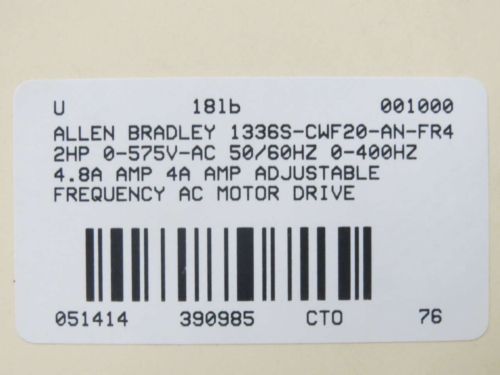 U 18lb 001000
ALLEN BRADLEY 1336S-CWF20-AN-FR4
2HP 0-575V-AC 50/60HZ 0-400HZ
4.8A AMP 4A AMP ADJUSTABLE
FREQUENCY AC MOTOR DRIVE
051414 390985 CTO 76